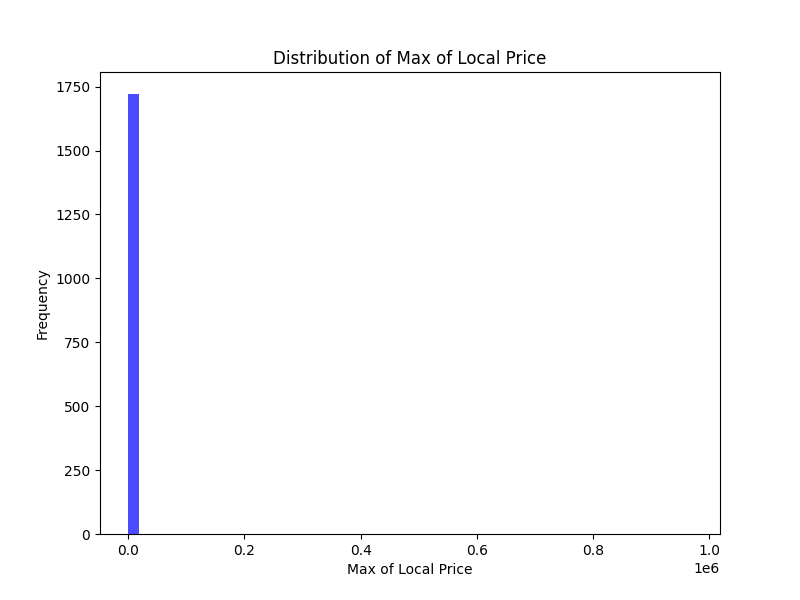 Distribution of Max of Local Price
1750
1500
1250
1000
750
500
250
0
Frequency
0.0 0.2 0.4 0.6 0.8 1.0
1e6
Max of Local Price